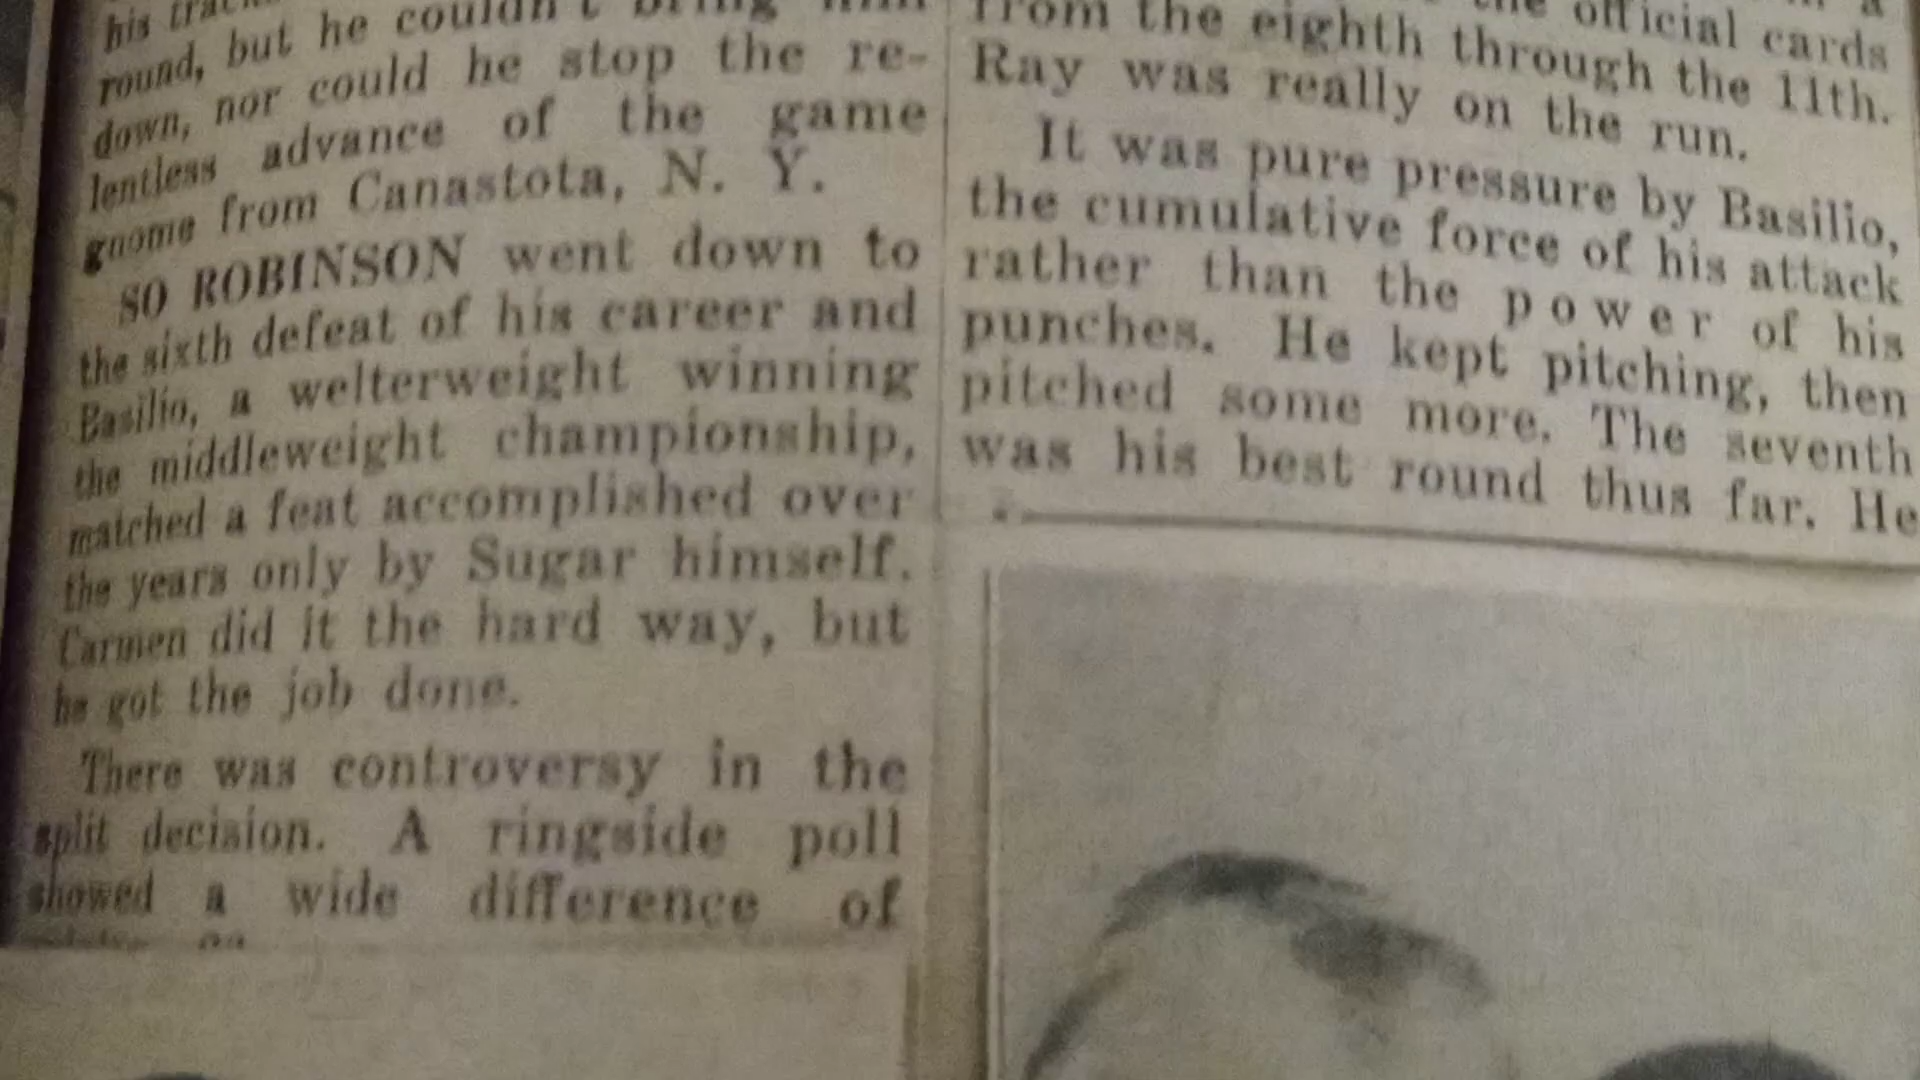 his
round, but he couldn't bring him
down, nor could he stop the re-
lentless advance of the game
gnome from Canastota, N. Y.
SO ROBINSON went down to
the sixth defeat of his career and
Basilio, a welterweight winning
the middleweight championship,
matched a feat accomplished over
the years only by Sugar himself.
Carmen did it the hard way, but
he got the job done.
There was controversy in the
split decision. A ringside poll
showed a wide difference of
the official cards
from the eighth through the 11th.
Ray was really on the run.
It was pure pressure by Basilio,
the cumulative force of his attack
rather than the power of his
punches. He kept pitching, then
pitched some more. The seventh
was his best round thus far. He